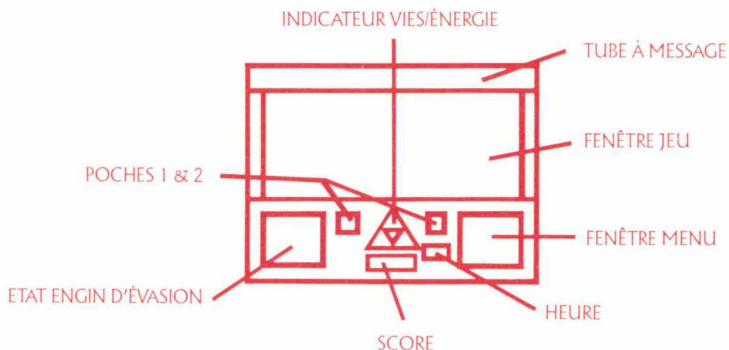 INDICATEUR VIES/ÉNERGIE
TUBE À MESSAGE
FENÊTRE JEU
POCHES 1 & 2
FENÊTRE MENU
ETAT ENGIN D'ÉVASION
HEURE
SCORE